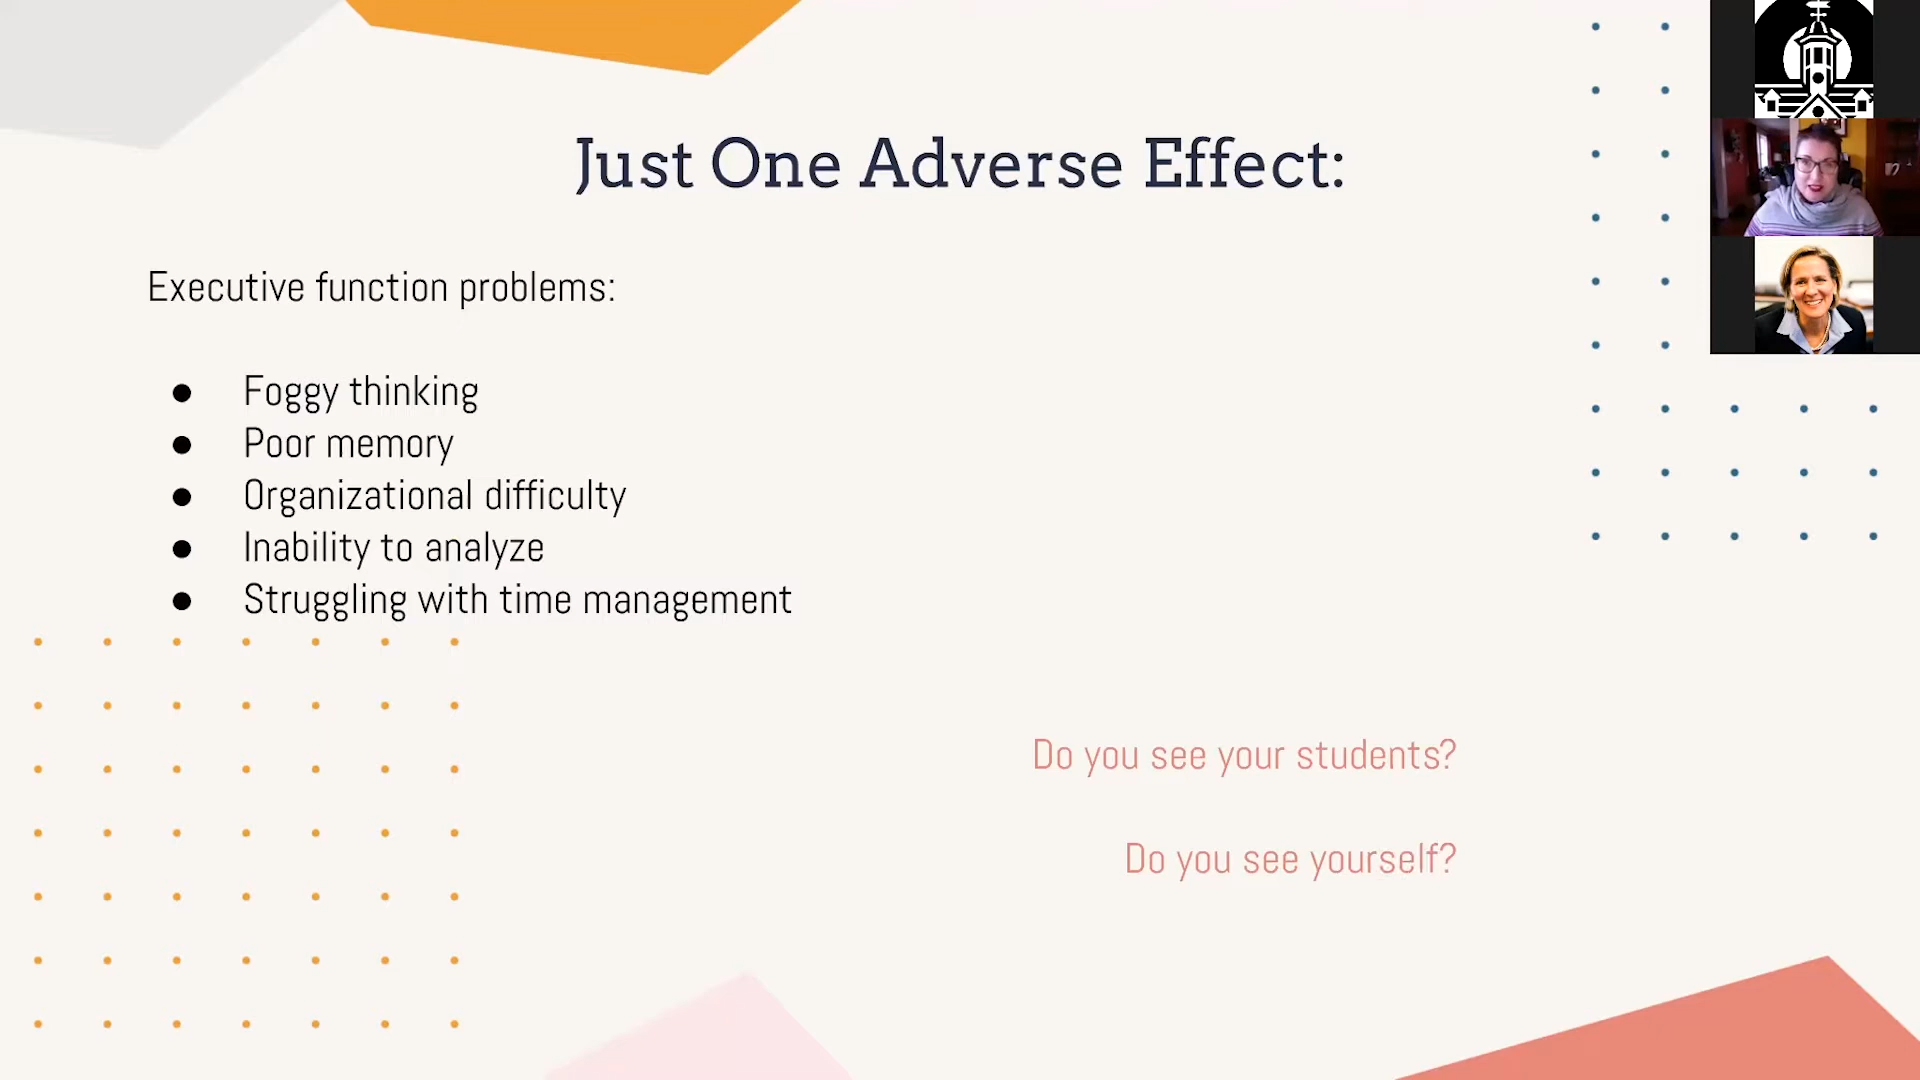 Just One Adverse Effect:
Executive function problems:
● Foggy thinking
● Poor memory
● Organizational difficulty
● Inability to analyze
● Struggling with time management
Do you see your students?
Do you see yourself?